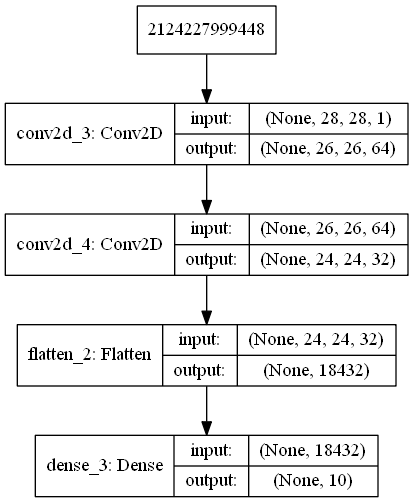 2124227999448
conv2d_3: Conv2D
input:
(None, 28, 28, 1)
output:
(None, 26, 26, 64)
conv2d_4: Conv2D
input:
(None, 26, 26, 64)
output:
(None, 24, 24, 32)
flatten_2: Flatten
input:
(None, 24, 24, 32)
output:
(None, 18432)
dense_3: Dense
input:
(None, 18432)
output:
(None, 10)